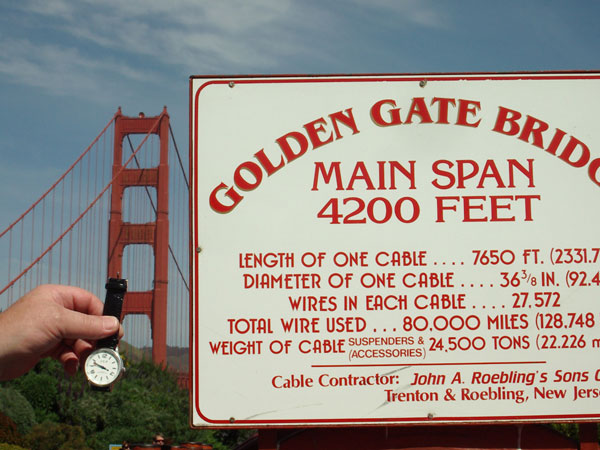 GOLDEN GATE BRIDG
MAIN SPAN
4200 FEET
LENGTH OF ONE CABLE .... 7650 FT. (2331.7
DIAMETER OF ONE CABLE .... 36 3/8 IN. (92.4
WIRES IN EACH CABLE .... 27.572
TOTAL WIRE USED ... 80.000 MILES (128.748
WEIGHT OF CABLE SUSPENDERS & (ACCESSORIES) 24,500 TONS (22.226 m
Cable Contractor: John A. Roebling's Sons C
Trenton & Roebling, New Jers